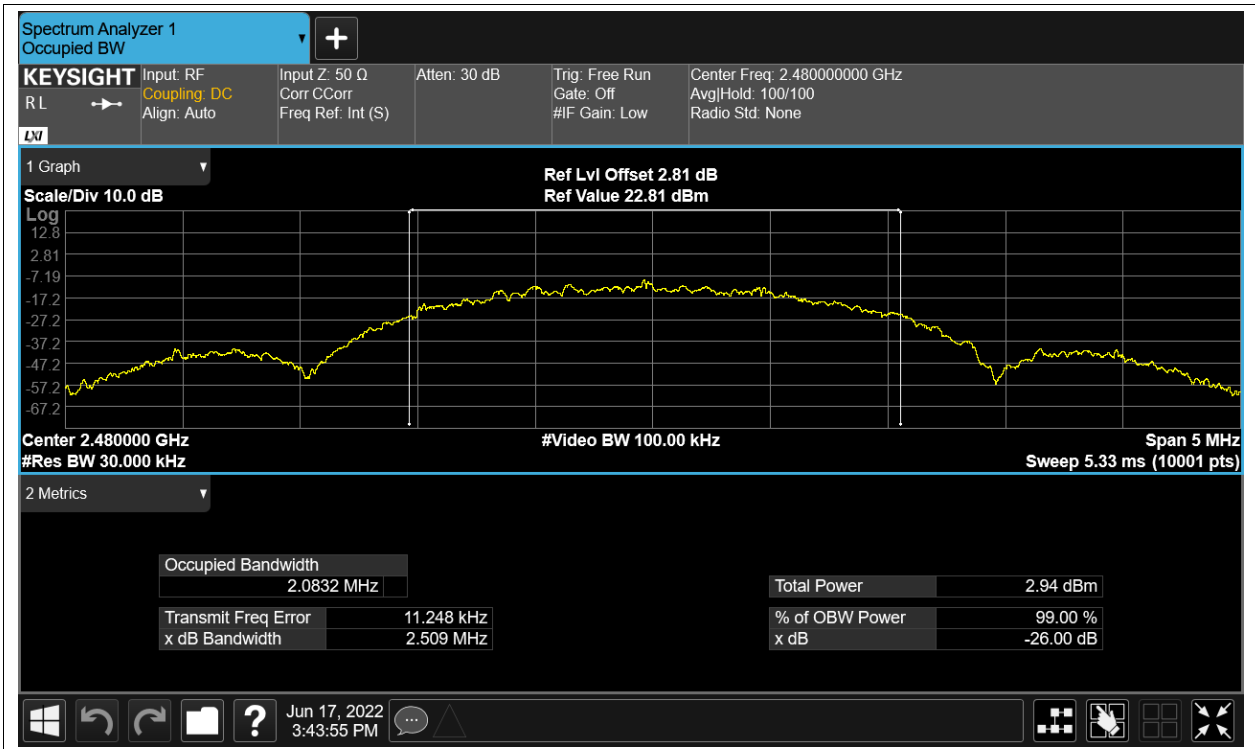 Spectrum Analyzer 1
Occupied BW
KEYSIGHT
R L
LXI
Input: RF
Coupling: DC
Align: Auto
Input Z: 50 Ω
Corr CCorr
Freq Ref: Int (S)
Atten: 30 dB
Trig: Free Run
Gate: Off
#IF Gain: Low
Center Freq: 2.480000000 GHz
Avg|Hold: 100/100
Radio Std: None
1 Graph
Scale/Div 10.0 dB
Ref Lvl Offset 2.81 dB
Ref Value 22.81 dBm
Log
12.8
2.81
-7.19
-17.2
-27.2
-37.2
-47.2
-57.2
-67.2
Center 2.480000 GHz
#Res BW 30.000 kHz
#Video BW 100.00 kHz
Span 5 MHz
Sweep 5.33 ms (10001 pts)
2 Metrics
Occupied Bandwidth
2.0832 MHz
Transmit Freq Error 11.248 kHz
x dB Bandwidth 2.509 MHz
Total Power 2.94 dBm
% of OBW Power 99.00 %
x dB -26.00 dB
?
Jun 17, 2022
3:43:55 PM